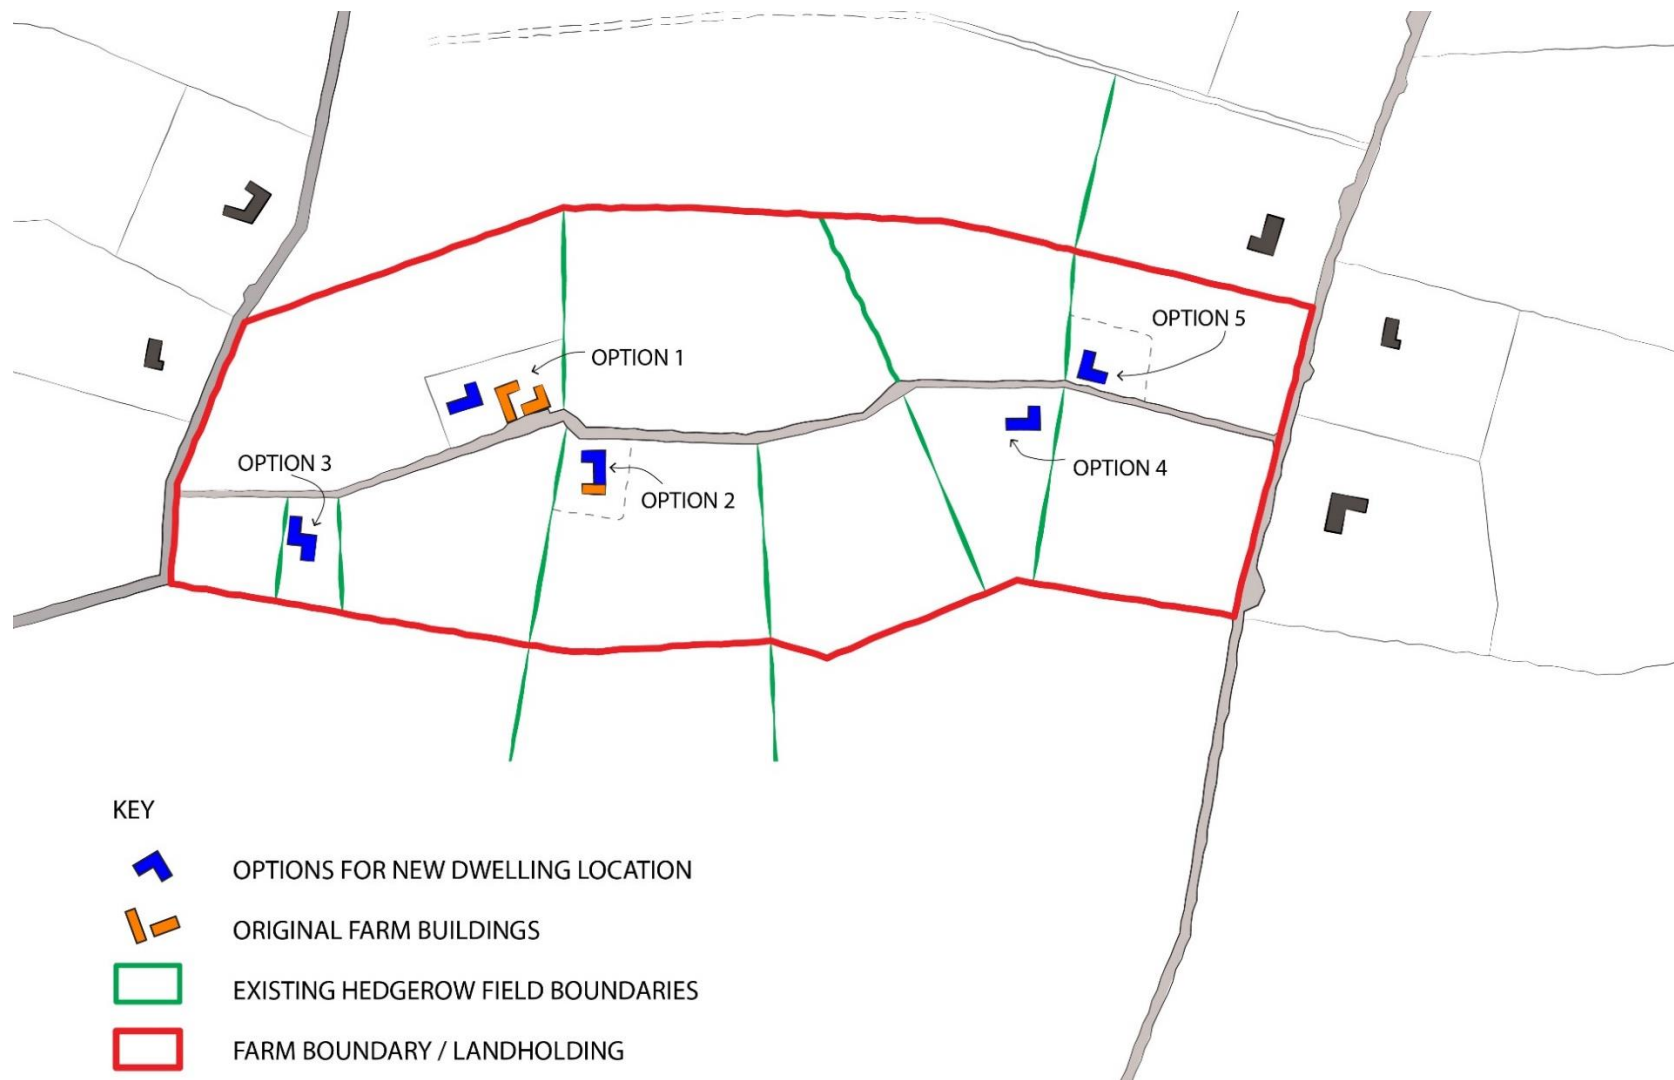 OPTION 5
OPTION 1
OPTION 3
OPTION 4
OPTION 2
KEY
OPTIONS FOR NEW DWELLING LOCATION
ORIGINAL FARM BUILDINGS
EXISTING HEDGEROW FIELD BOUNDARIES
FARM BOUNDARY / LANDHOLDING